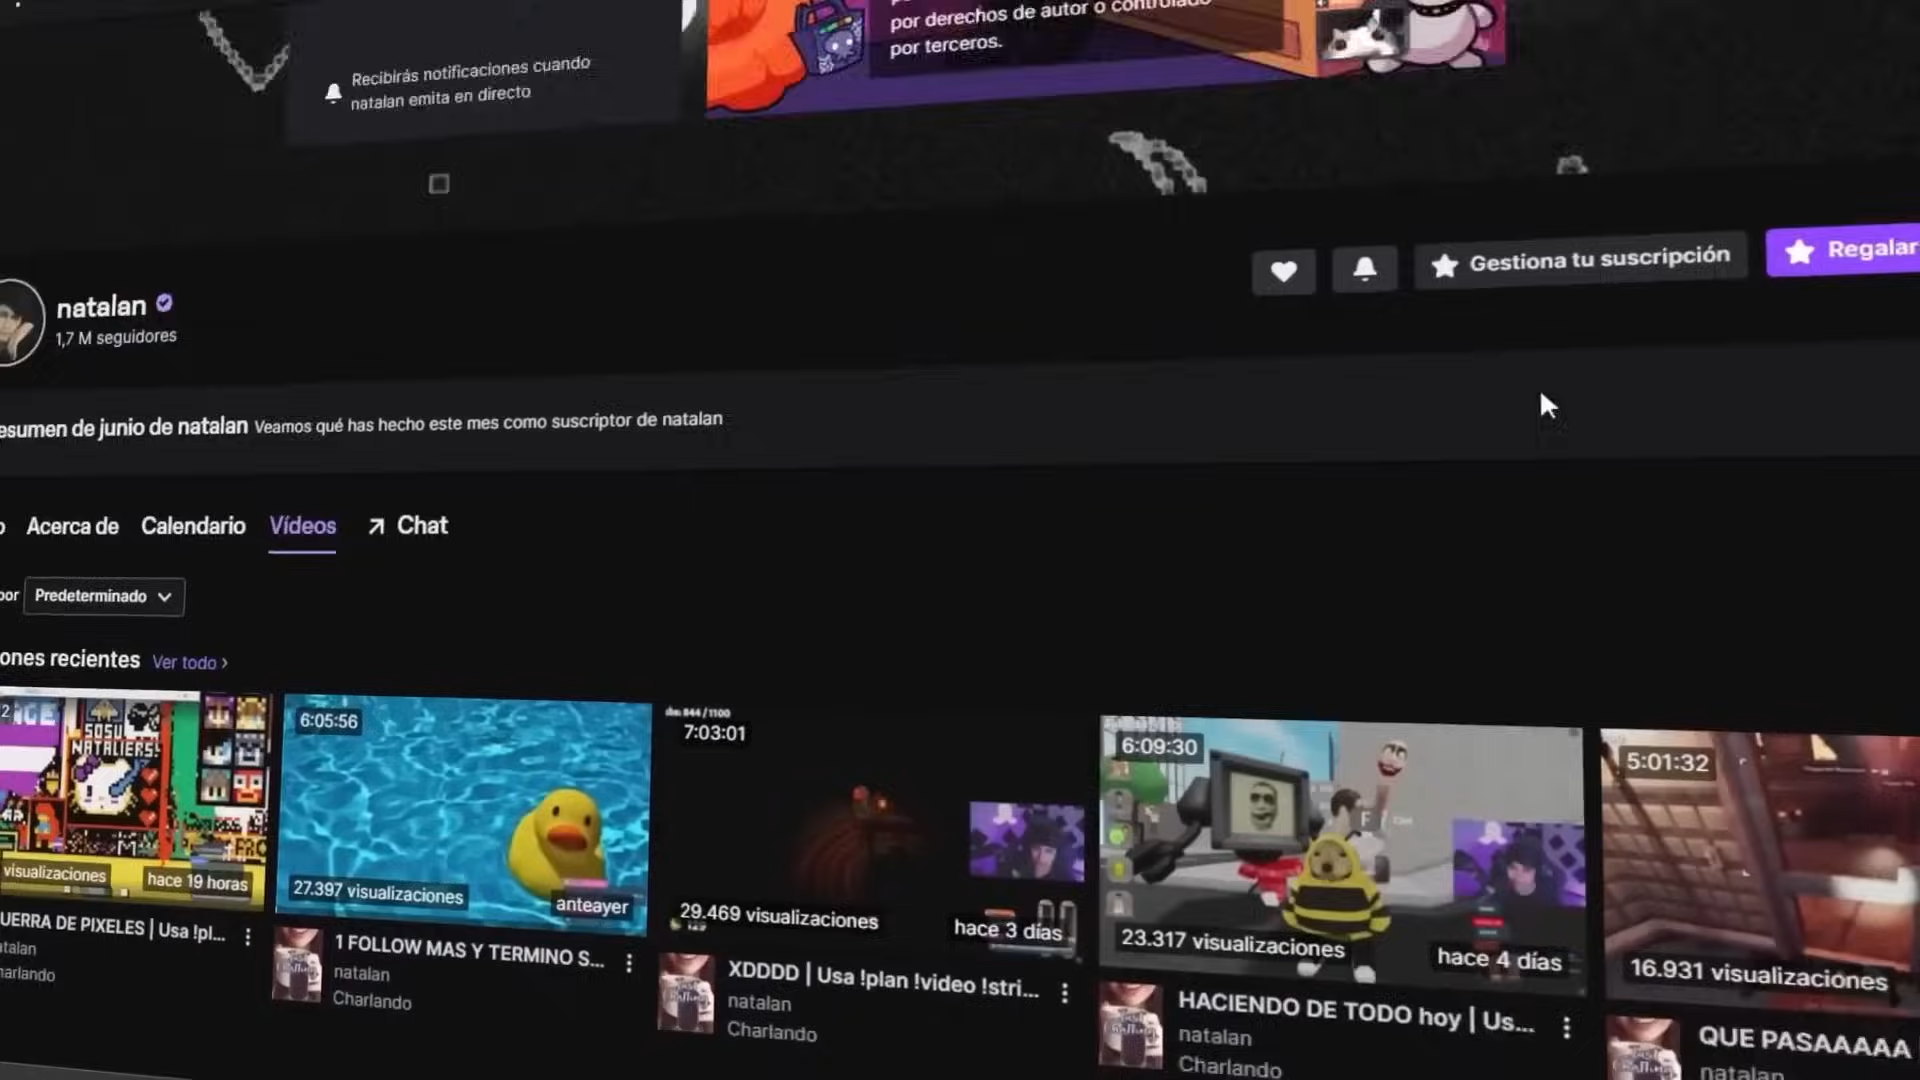 por derechos de autor o controlado
por terceros.
Recibirás notificaciones cuando
natalan emita en directo
natalan
1,7 M seguidores
Gestiona tu suscripción
Regalar
esumen de junio de natalan Veamos qué has hecho este mes como suscriptor de natalan
Acerca de
Calendario
Vídeos
Chat
por
Predeterminado
ones recientes
Ver todo
SOSU
NATALIERS!
visualizaciones
hace 19 horas
UERRA DE PIXELES | Usa !pl...
atalan
harlando
6:05:56
27.397 visualizaciones
anteayer
1 FOLLOW MAS Y TERMINO S...
natalan
Charlando
844 / 1100
7:03:01
29.469 visualizaciones
hace 3 días
XDDDD | Usa !plan !video !stri...
natalan
Charlando
6:09:30
23.317 visualizaciones
hace 4 días
HACIENDO DE TODO hoy | Us...
natalan
Charlando
5:01:32
16.931 visualizaciones
QUE PASAAAAA
natalan